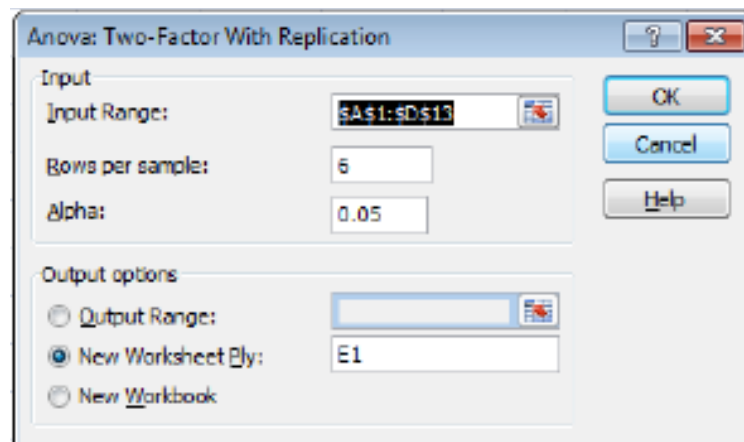 Anova: Two-Factor With Replication
Input
Input Range: $A$1:$D$13
Rows per sample: 6
Alpha: 0.05
OK
Cancel
Help
Output options
Output Range:
New Worksheet Ply: E1
New Workbook